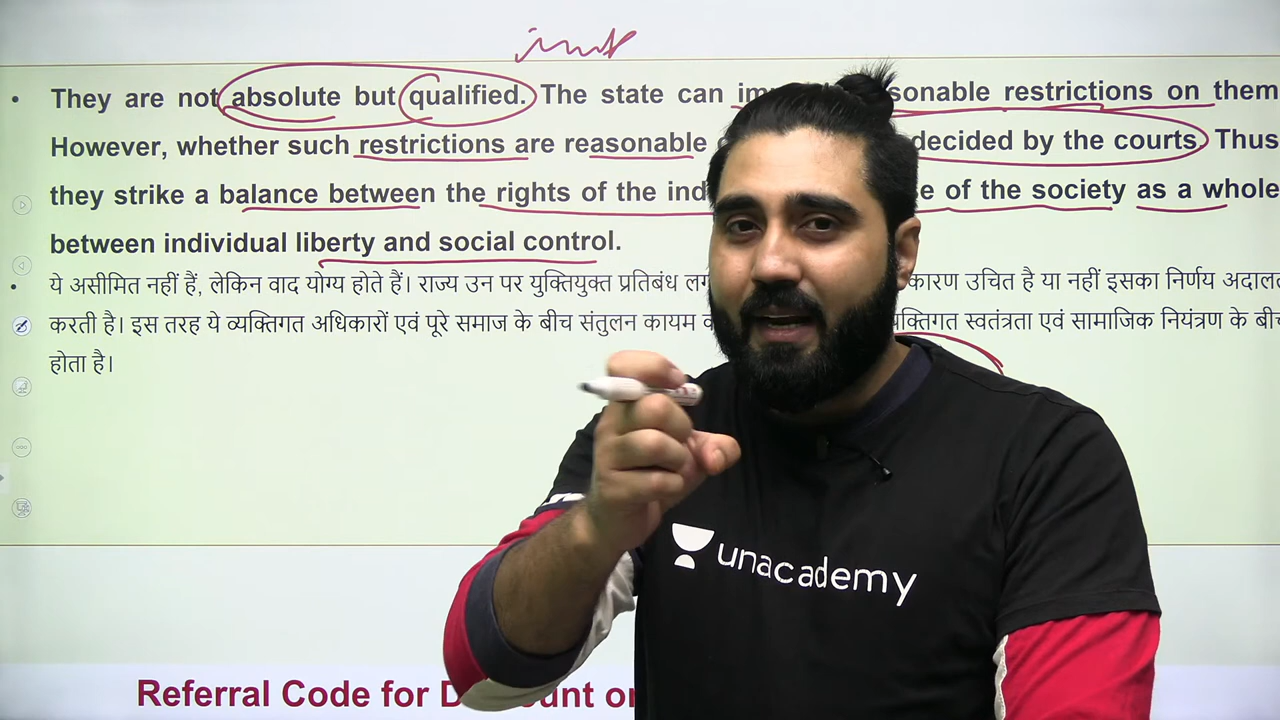 They are not absolute but qualified. The state can sonable restrictions on them
However, whether such restrictions are reasonable decided by the courts Thus
they strike a balance between the rights of the ind e of the society as a whole
between individual liberty and social control.
ये असीमित नहीं हैं, लेकिन वाद योग्य होते हैं। राज्य उन पर युक्तियुक्त प्रतिबंध लग कारण उचित है या नहीं इसका निर्णय अदालत
करती है। इस तरह ये व्यक्तिगत अधिकारों एवं पूरे समाज के बीच संतुलन कायम क क्तिगत स्वतंत्रता एवं सामाजिक नियंत्रण के बीच
होता है।
unacademy
Referral Code for D unt